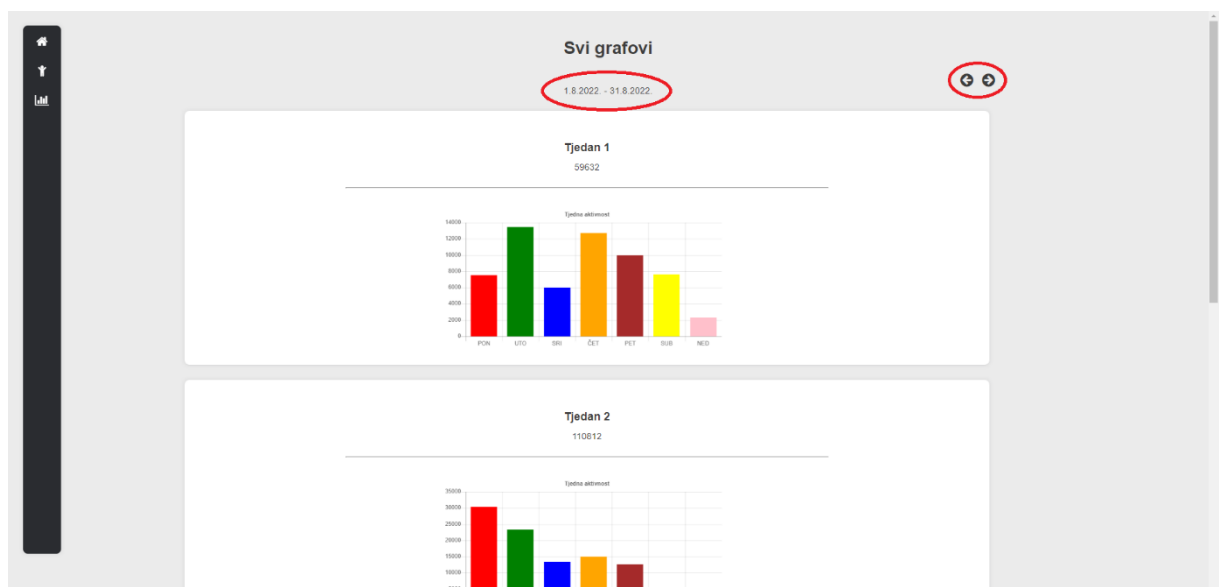 Svi grafovi
1.8.2022. - 31.8.2022.
Tjedan 1
59632
Tjedna aktivnost
14000
12000
10000
8000
6000
4000
2000
0
PON UTO SRI ČET PET SUB NED
Tjedan 2
110812
Tjedna aktivnost
35000
30000
25000
20000
15000
10000